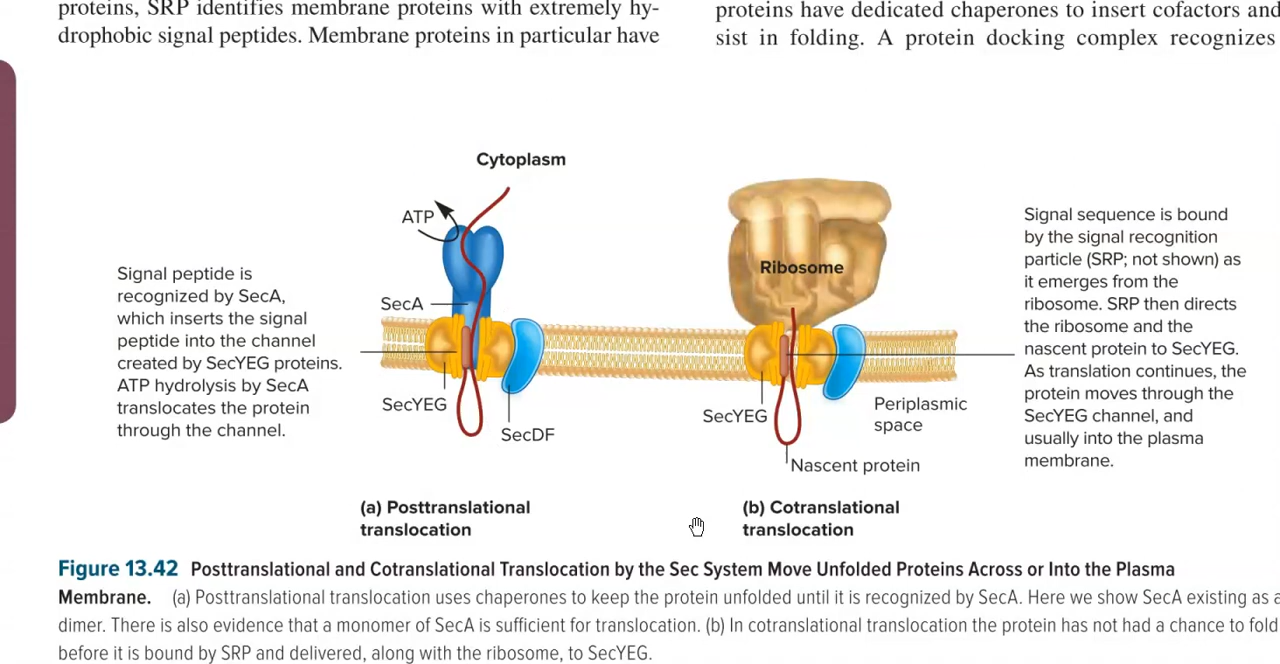 proteins, SRP identifies membrane proteins with extremely hy-
drophobic signal peptides. Membrane proteins in particular have
proteins have dedicated chaperones to insert cofactors and
sist in folding. A protein docking complex recognizes
Cytoplasm
ATP
SecA
Signal peptide is
recognized by SecA,
which inserts the signal
peptide into the channel
created by SecYEG proteins.
ATP hydrolysis by SecA
translocates the protein
through the channel.
SecYEG
SecDF
(a) Posttranslational
translocation
Ribosome
SecYEG
Periplasmic
space
Nascent protein
(b) Cotranslational
translocation
Signal sequence is bound
by the signal recognition
particle (SRP; not shown) as
it emerges from the
ribosome. SRP then directs
the ribosome and the
nascent protein to SecYEG.
As translation continues, the
protein moves through the
SecYEG channel, and
usually into the plasma
membrane.
Figure 13.42 Posttranslational and Cotranslational Translocation by the Sec System Move Unfolded Proteins Across or Into the Plasma
Membrane. (a) Posttranslational translocation uses chaperones to keep the protein unfolded until it is recognized by SecA. Here we show SecA existing as a
dimer. There is also evidence that a monomer of SecA is sufficient for translocation. (b) In cotranslational translocation the protein has not had a chance to fold
before it is bound by SRP and delivered, along with the ribosome, to SecYEG.